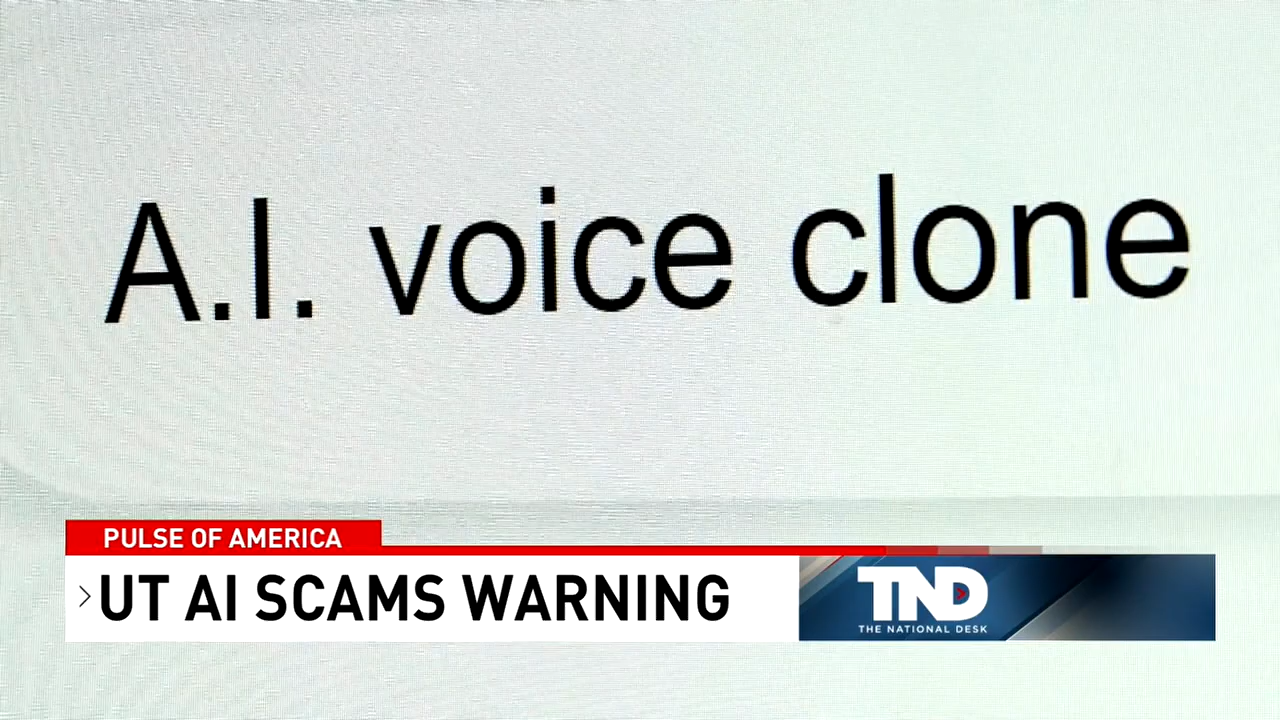 A.I. voice clone
PULSE OF AMERICA
UT AI SCAMS WARNING
TND
THE NATIONAL DESK